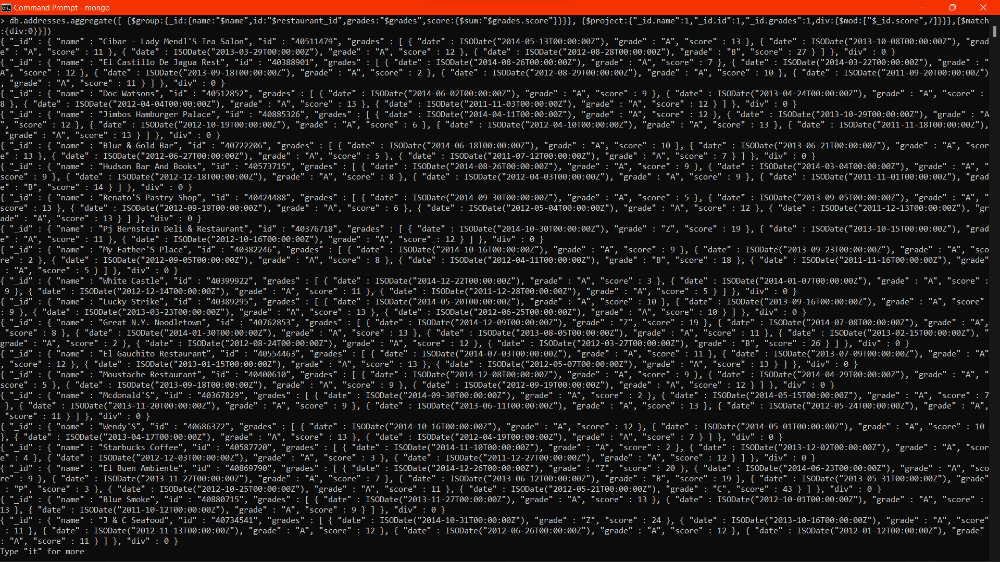 Command Prompt - mongo
> db.addresses.aggregate([ {$group:{_id:{name:"$name",id:"$restaurant_id",grades:"$grades",score:{$sum:"$grades.score"}}}}, {$project:{"_id.name":1,"_id.id":1,"_id.grades":1,div:{$mod:["$_id.score",7]}}},{$match
:{div:0}}])
{ "_id" : { "name" : "Cibar - Lady Mendl'S Tea Salon", "id" : "40511479", "grades" : [ { "date" : ISODate("2014-05-13T00:00:00Z"), "grade" : "A", "score" : 13 }, { "date" : ISODate("2013-10-08T00:00:00Z"), "grad
e" : "A", "score" : 11 }, { "date" : ISODate("2013-03-29T00:00:00Z"), "grade" : "A", "score" : 12 }, { "date" : ISODate("2012-08-28T00:00:00Z"), "grade" : "B", "score" : 27 } ] }, "div" : 0 }
{ "_id" : { "name" : "El Castillo De Jagua Rest", "id" : "40388901", "grades" : [ { "date" : ISODate("2014-08-26T00:00:00Z"), "grade" : "A", "score" : 7 }, { "date" : ISODate("2014-03-22T00:00:00Z"), "grade" : "
A", "score" : 12 }, { "date" : ISODate("2013-09-18T00:00:00Z"), "grade" : "A", "score" : 2 }, { "date" : ISODate("2012-08-29T00:00:00Z"), "grade" : "A", "score" : 10 }, { "date" : ISODate("2011-09-20T00:00:00Z")
, "grade" : "A", "score" : 11 } ] }, "div" : 0 }
{ "_id" : { "name" : "Doc Watsons", "id" : "40512852", "grades" : [ { "date" : ISODate("2014-06-02T00:00:00Z"), "grade" : "A", "score" : 9 }, { "date" : ISODate("2013-04-24T00:00:00Z"), "grade" : "A", "score" :
8 }, { "date" : ISODate("2012-04-04T00:00:00Z"), "grade" : "A", "score" : 13 }, { "date" : ISODate("2011-11-03T00:00:00Z"), "grade" : "A", "score" : 12 } ] }, "div" : 0 }
{ "_id" : { "name" : "Jimbos Hamburger Palace", "id" : "40885326", "grades" : [ { "date" : ISODate("2014-04-11T00:00:00Z"), "grade" : "A", "score" : 12 }, { "date" : ISODate("2013-10-29T00:00:00Z"), "grade" : "A
", "score" : 12 }, { "date" : ISODate("2012-10-19T00:00:00Z"), "grade" : "A", "score" : 6 }, { "date" : ISODate("2012-04-10T00:00:00Z"), "grade" : "A", "score" : 13 }, { "date" : ISODate("2011-11-18T00:00:00Z"),
 "grade" : "A", "score" : 13 } ] }, "div" : 0 }
{ "_id" : { "name" : "Blue & Gold Bar", "id" : "40722206", "grades" : [ { "date" : ISODate("2014-06-18T00:00:00Z"), "grade" : "A", "score" : 10 }, { "date" : ISODate("2013-06-21T00:00:00Z"), "grade" : "A", "scor
e" : 13 }, { "date" : ISODate("2012-06-27T00:00:00Z"), "grade" : "A", "score" : 5 }, { "date" : ISODate("2011-07-12T00:00:00Z"), "grade" : "A", "score" : 7 } ] }, "div" : 0 }
{ "_id" : { "name" : "Hudson Bar And Books", "id" : "40573715", "grades" : [ { "date" : ISODate("2014-08-26T00:00:00Z"), "grade" : "A", "score" : 9 }, { "date" : ISODate("2014-03-04T00:00:00Z"), "grade" : "A", "
score" : 9 }, { "date" : ISODate("2012-12-18T00:00:00Z"), "grade" : "A", "score" : 8 }, { "date" : ISODate("2012-04-03T00:00:00Z"), "grade" : "A", "score" : 9 }, { "date" : ISODate("2011-11-01T00:00:00Z"), "grad
e" : "B", "score" : 14 } ] }, "div" : 0 }
{ "_id" : { "name" : "Renato'S Pastry Shop", "id" : "40424488", "grades" : [ { "date" : ISODate("2014-09-30T00:00:00Z"), "grade" : "A", "score" : 5 }, { "date" : ISODate("2013-09-05T00:00:00Z"), "grade" : "A", "
score" : 13 }, { "date" : ISODate("2012-09-19T00:00:00Z"), "grade" : "A", "score" : 6 }, { "date" : ISODate("2012-05-04T00:00:00Z"), "grade" : "A", "score" : 12 }, { "date" : ISODate("2011-12-13T00:00:00Z"), "gr
ade" : "A", "score" : 13 } ] }, "div" : 0 }
{ "_id" : { "name" : "Pj Bernstein Deli & Restaurant", "id" : "40376718", "grades" : [ { "date" : ISODate("2014-10-30T00:00:00Z"), "grade" : "Z", "score" : 19 }, { "date" : ISODate("2013-10-15T00:00:00Z"), "grad
e" : "A", "score" : 11 }, { "date" : ISODate("2012-10-16T00:00:00Z"), "grade" : "A", "score" : 12 } ] }, "div" : 0 }
{ "_id" : { "name" : "My Father'S Place", "id" : "40382246", "grades" : [ { "date" : ISODate("2014-10-16T00:00:00Z"), "grade" : "A", "score" : 9 }, { "date" : ISODate("2013-09-23T00:00:00Z"), "grade" : "A", "sco
re" : 2 }, { "date" : ISODate("2012-09-05T00:00:00Z"), "grade" : "A", "score" : 8 }, { "date" : ISODate("2012-04-11T00:00:00Z"), "grade" : "B", "score" : 18 }, { "date" : ISODate("2011-11-16T00:00:00Z"), "grade"
 : "A", "score" : 5 } ] }, "div" : 0 }
{ "_id" : { "name" : "White Castle", "id" : "40399922", "grades" : [ { "date" : ISODate("2014-12-22T00:00:00Z"), "grade" : "A", "score" : 3 }, { "date" : ISODate("2014-01-07T00:00:00Z"), "grade" : "A", "score" :
 9 }, { "date" : ISODate("2012-12-14T00:00:00Z"), "grade" : "A", "score" : 11 }, { "date" : ISODate("2011-12-28T00:00:00Z"), "grade" : "A", "score" : 5 } ] }, "div" : 0 }
{ "_id" : { "name" : "Lucky Strike", "id" : "40389295", "grades" : [ { "date" : ISODate("2014-05-20T00:00:00Z"), "grade" : "A", "score" : 10 }, { "date" : ISODate("2013-09-16T00:00:00Z"), "grade" : "A", "score"
: 9 }, { "date" : ISODate("2013-03-23T00:00:00Z"), "grade" : "A", "score" : 13 }, { "date" : ISODate("2012-06-25T00:00:00Z"), "grade" : "A", "score" : 10 } ] }, "div" : 0 }
{ "_id" : { "name" : "Great N.Y. Noodletown", "id" : "40762853", "grades" : [ { "date" : ISODate("2014-12-09T00:00:00Z"), "grade" : "Z", "score" : 19 }, { "date" : ISODate("2014-07-08T00:00:00Z"), "grade" : "A",
 "score" : 8 }, { "date" : ISODate("2014-01-30T00:00:00Z"), "grade" : "A", "score" : 13 }, { "date" : ISODate("2013-08-05T00:00:00Z"), "grade" : "A", "score" : 11 }, { "date" : ISODate("2013-02-15T00:00:00Z"), "
grade" : "A", "score" : 2 }, { "date" : ISODate("2012-08-24T00:00:00Z"), "grade" : "A", "score" : 12 }, { "date" : ISODate("2012-03-27T00:00:00Z"), "grade" : "B", "score" : 26 } ] }, "div" : 0 }
{ "_id" : { "name" : "El Gauchito Restaurant", "id" : "40554463", "grades" : [ { "date" : ISODate("2014-07-03T00:00:00Z"), "grade" : "A", "score" : 11 }, { "date" : ISODate("2013-07-09T00:00:00Z"), "grade" : "A"
, "score" : 12 }, { "date" : ISODate("2013-01-15T00:00:00Z"), "grade" : "A", "score" : 13 }, { "date" : ISODate("2012-05-07T00:00:00Z"), "grade" : "A", "score" : 13 } ] }, "div" : 0 }
{ "_id" : { "name" : "Moustache Restaurant", "id" : "40400610", "grades" : [ { "date" : ISODate("2014-12-08T00:00:00Z"), "grade" : "A", "score" : 9 }, { "date" : ISODate("2014-04-29T00:00:00Z"), "grade" : "A", "
score" : 5 }, { "date" : ISODate("2013-09-18T00:00:00Z"), "grade" : "A", "score" : 9 }, { "date" : ISODate("2012-09-19T00:00:00Z"), "grade" : "A", "score" : 12 } ] }, "div" : 0 }
{ "_id" : { "name" : "Mcdonald'S", "id" : "40367829", "grades" : [ { "date" : ISODate("2014-09-30T00:00:00Z"), "grade" : "A", "score" : 2 }, { "date" : ISODate("2014-05-15T00:00:00Z"), "grade" : "A", "score" : 7
 }, { "date" : ISODate("2013-11-20T00:00:00Z"), "grade" : "A", "score" : 9 }, { "date" : ISODate("2013-06-11T00:00:00Z"), "grade" : "A", "score" : 13 }, { "date" : ISODate("2012-05-24T00:00:00Z"), "grade" : "A",
 "score" : 11 } ] }, "div" : 0 }
{ "_id" : { "name" : "Wendy'S", "id" : "40686372", "grades" : [ { "date" : ISODate("2014-10-16T00:00:00Z"), "grade" : "A", "score" : 12 }, { "date" : ISODate("2014-05-01T00:00:00Z"), "grade" : "A", "score" : 10
}, { "date" : ISODate("2013-04-17T00:00:00Z"), "grade" : "A", "score" : 13 }, { "date" : ISODate("2012-04-19T00:00:00Z"), "grade" : "A", "score" : 7 } ] }, "div" : 0 }
{ "_id" : { "name" : "Starbucks Coffee", "id" : "40587720", "grades" : [ { "date" : ISODate("2014-11-10T00:00:00Z"), "grade" : "A", "score" : 2 }, { "date" : ISODate("2013-12-02T00:00:00Z"), "grade" : "A", "scor
e" : 4 }, { "date" : ISODate("2012-12-03T00:00:00Z"), "grade" : "A", "score" : 3 }, { "date" : ISODate("2011-12-27T00:00:00Z"), "grade" : "A", "score" : 12 } ] }, "div" : 0 }
{ "_id" : { "name" : "El Buen Ambiente", "id" : "40869790", "grades" : [ { "date" : ISODate("2014-12-26T00:00:00Z"), "grade" : "Z", "score" : 20 }, { "date" : ISODate("2014-06-23T00:00:00Z"), "grade" : "A", "sco
re" : 9 }, { "date" : ISODate("2013-11-27T00:00:00Z"), "grade" : "A", "score" : 7 }, { "date" : ISODate("2013-06-12T00:00:00Z"), "grade" : "B", "score" : 19 }, { "date" : ISODate("2013-05-31T00:00:00Z"), "grade"
 : "P", "score" : 3 }, { "date" : ISODate("2012-10-25T00:00:00Z"), "grade" : "A", "score" : 11 }, { "date" : ISODate("2012-05-21T00:00:00Z"), "grade" : "C", "score" : 43 } ] }, "div" : 0 }
{ "_id" : { "name" : "Blue Smoke", "id" : "40880715", "grades" : [ { "date" : ISODate("2013-11-27T00:00:00Z"), "grade" : "A", "score" : 13 }, { "date" : ISODate("2012-10-01T00:00:00Z"), "grade" : "A", "score" :
13 }, { "date" : ISODate("2011-10-12T00:00:00Z"), "grade" : "A", "score" : 9 } ] }, "div" : 0 }
{ "_id" : { "name" : "J & C Seafood", "id" : "40734541", "grades" : [ { "date" : ISODate("2014-10-31T00:00:00Z"), "grade" : "Z", "score" : 24 }, { "date" : ISODate("2013-10-16T00:00:00Z"), "grade" : "A", "score"
 : 11 }, { "date" : ISODate("2012-11-13T00:00:00Z"), "grade" : "A", "score" : 12 }, { "date" : ISODate("2012-06-26T00:00:00Z"), "grade" : "A", "score" : 12 }, { "date" : ISODate("2012-01-12T00:00:00Z"), "grade"
: "A", "score" : 11 } ] }, "div" : 0 }
Type "it" for more